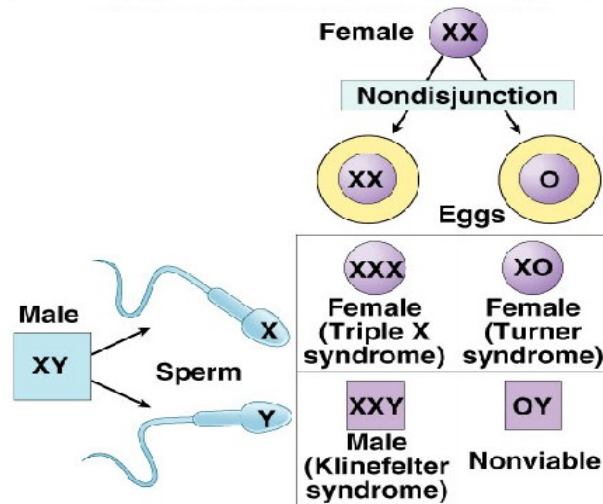 Female XX
Nondisjunction
XX O
Eggs
XXX XO
Female Female
(Triple X (Turner
syndrome) syndrome)
Male
XY
X
Sperm
Y
XXY OY
Male
(Klinefelter
syndrome)
Nonviable